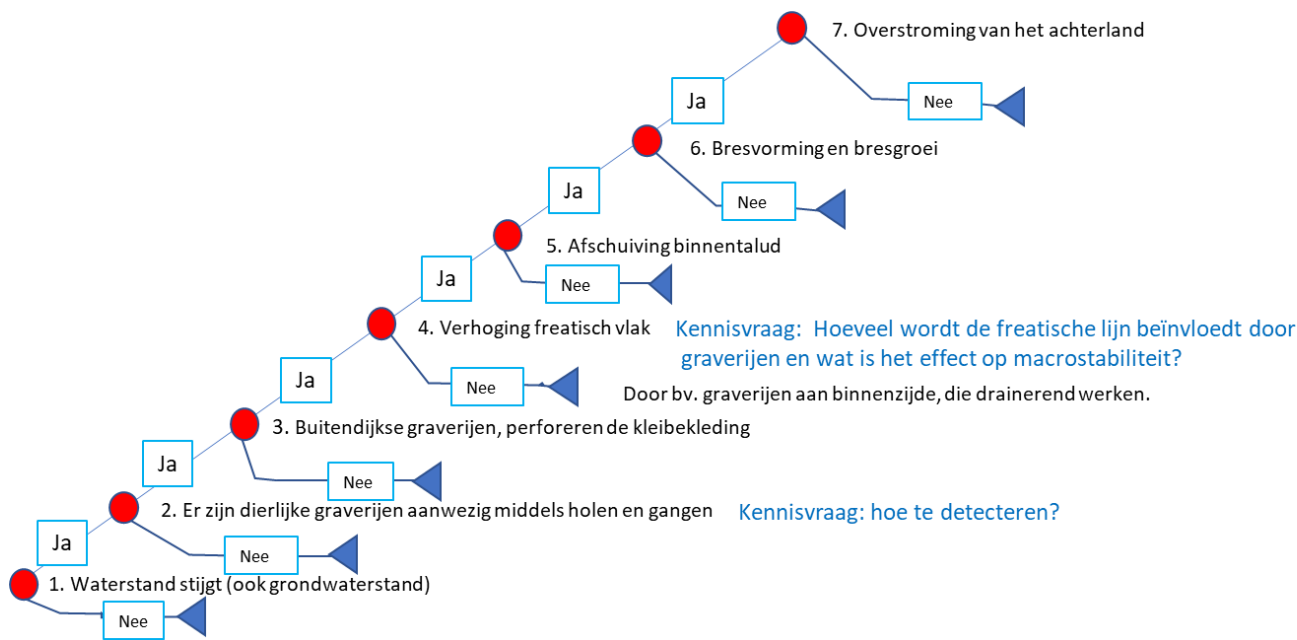 7. Overstroming van het achterland
Nee
Ja
6. Bresvorming en bresgroei
Nee
Ja
5. Afschuiving binnentalud
Nee
Ja
4. Verhoging freatisch vlak
Kennisvraag: Hoeveel wordt de freatische lijn beïnvloedt door
graverijen en wat is het effect op macrostabiliteit?
Nee
Door bv. graverijen aan binnenzijde, die drainerend werken.
Ja
3. Buitendijkse graverijen, perforeren de kleibekleding
Nee
Ja
2. Er zijn dierlijke graverijen aanwezig middels holen en gangen
Kennisvraag: hoe te detecteren?
Nee
Ja
1. Waterstand stijgt (ook grondwaterstand)
Nee